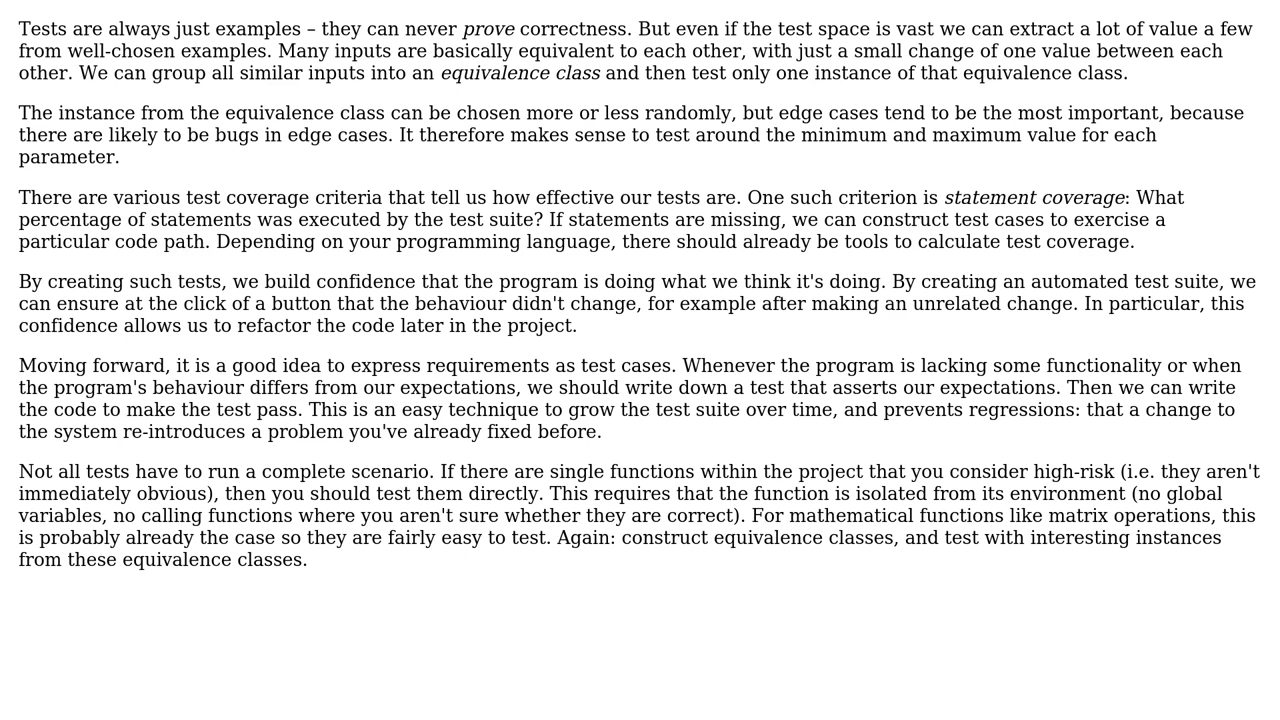 Tests are always just examples – they can never prove correctness. But even if the test space is vast we can extract a lot of value a few
from well-chosen examples. Many inputs are basically equivalent to each other, with just a small change of one value between each
other. We can group all similar inputs into an equivalence class and then test only one instance of that equivalence class.
The instance from the equivalence class can be chosen more or less randomly, but edge cases tend to be the most important, because
there are likely to be bugs in edge cases. It therefore makes sense to test around the minimum and maximum value for each
parameter.
There are various test coverage criteria that tell us how effective our tests are. One such criterion is statement coverage: What
percentage of statements was executed by the test suite? If statements are missing, we can construct test cases to exercise a
particular code path. Depending on your programming language, there should already be tools to calculate test coverage.
By creating such tests, we build confidence that the program is doing what we think it's doing. By creating an automated test suite, we
can ensure at the click of a button that the behaviour didn't change, for example after making an unrelated change. In particular, this
confidence allows us to refactor the code later in the project.
Moving forward, it is a good idea to express requirements as test cases. Whenever the program is lacking some functionality or when
the program's behaviour differs from our expectations, we should write down a test that asserts our expectations. Then we can write
the code to make the test pass. This is an easy technique to grow the test suite over time, and prevents regressions: that a change to
the system re-introduces a problem you've already fixed before.
Not all tests have to run a complete scenario. If there are single functions within the project that you consider high-risk (i.e. they aren't
immediately obvious), then you should test them directly. This requires that the function is isolated from its environment (no global
variables, no calling functions where you aren't sure whether they are correct). For mathematical functions like matrix operations, this
is probably already the case so they are fairly easy to test. Again: construct equivalence classes, and test with interesting instances
from these equivalence classes.